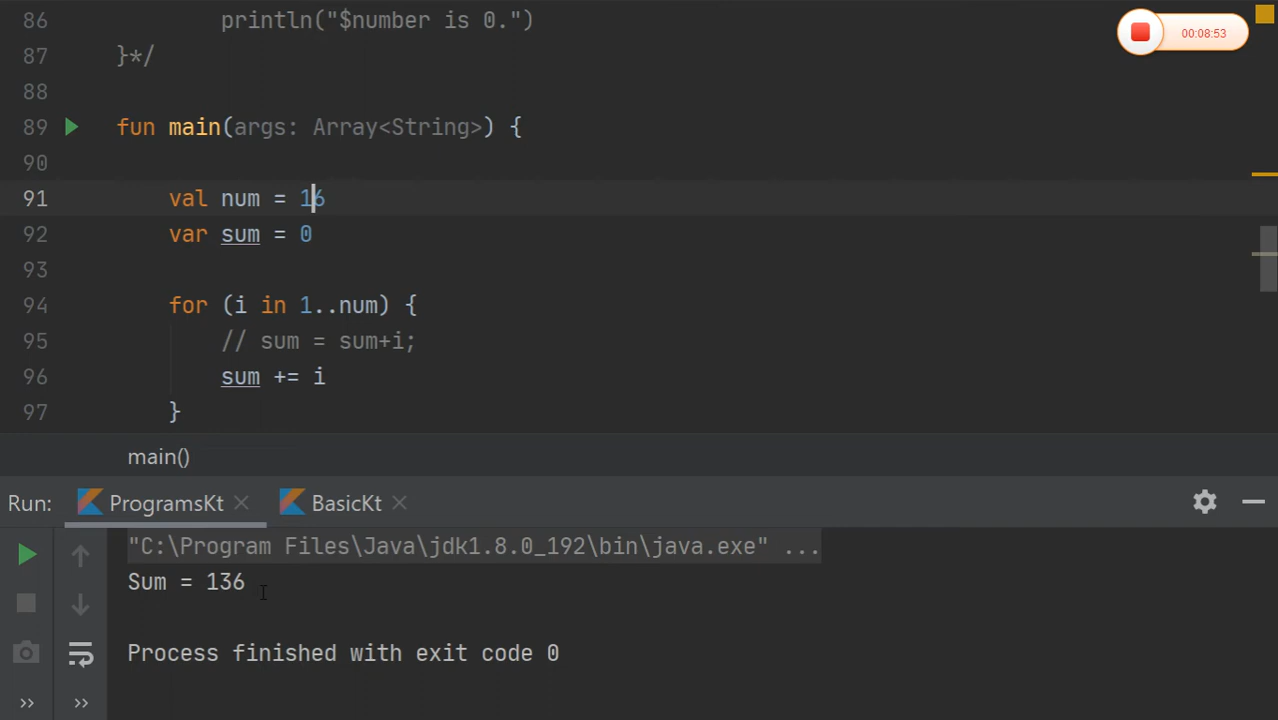 86 println("$number is 0.")
00:08:53
87 }*/
88
89 fun main(args: Array<String>) {
90
91 val num = 16
92 var sum = 0
93
94 for (i in 1..num) {
95 // sum = sum+i;
96 sum += i
97 }
main()
Run: ProgramsKt BasicKt
"C:\Program Files\Java\jdk1.8.0_192\bin\java.exe" ...
Sum = 136
Process finished with exit code 0